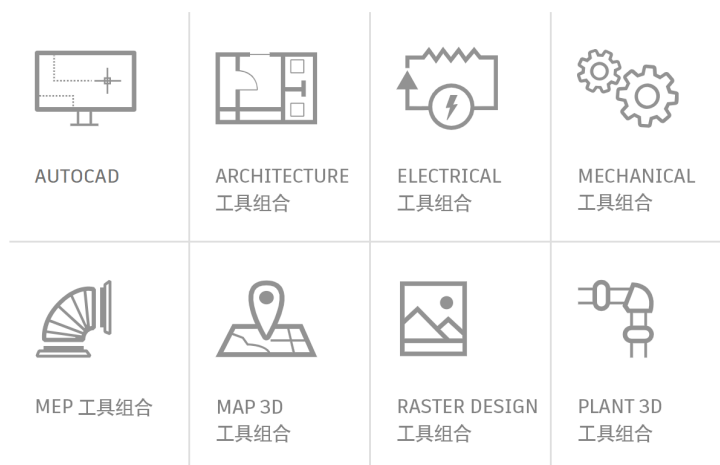 AUTOCAD
ARCHITECTURE
工具组合
ELECTRICAL
工具组合
MECHANICAL
工具组合
MEP 工具组合
MAP 3D
工具组合
RASTER DESIGN
工具组合
PLANT 3D
工具组合